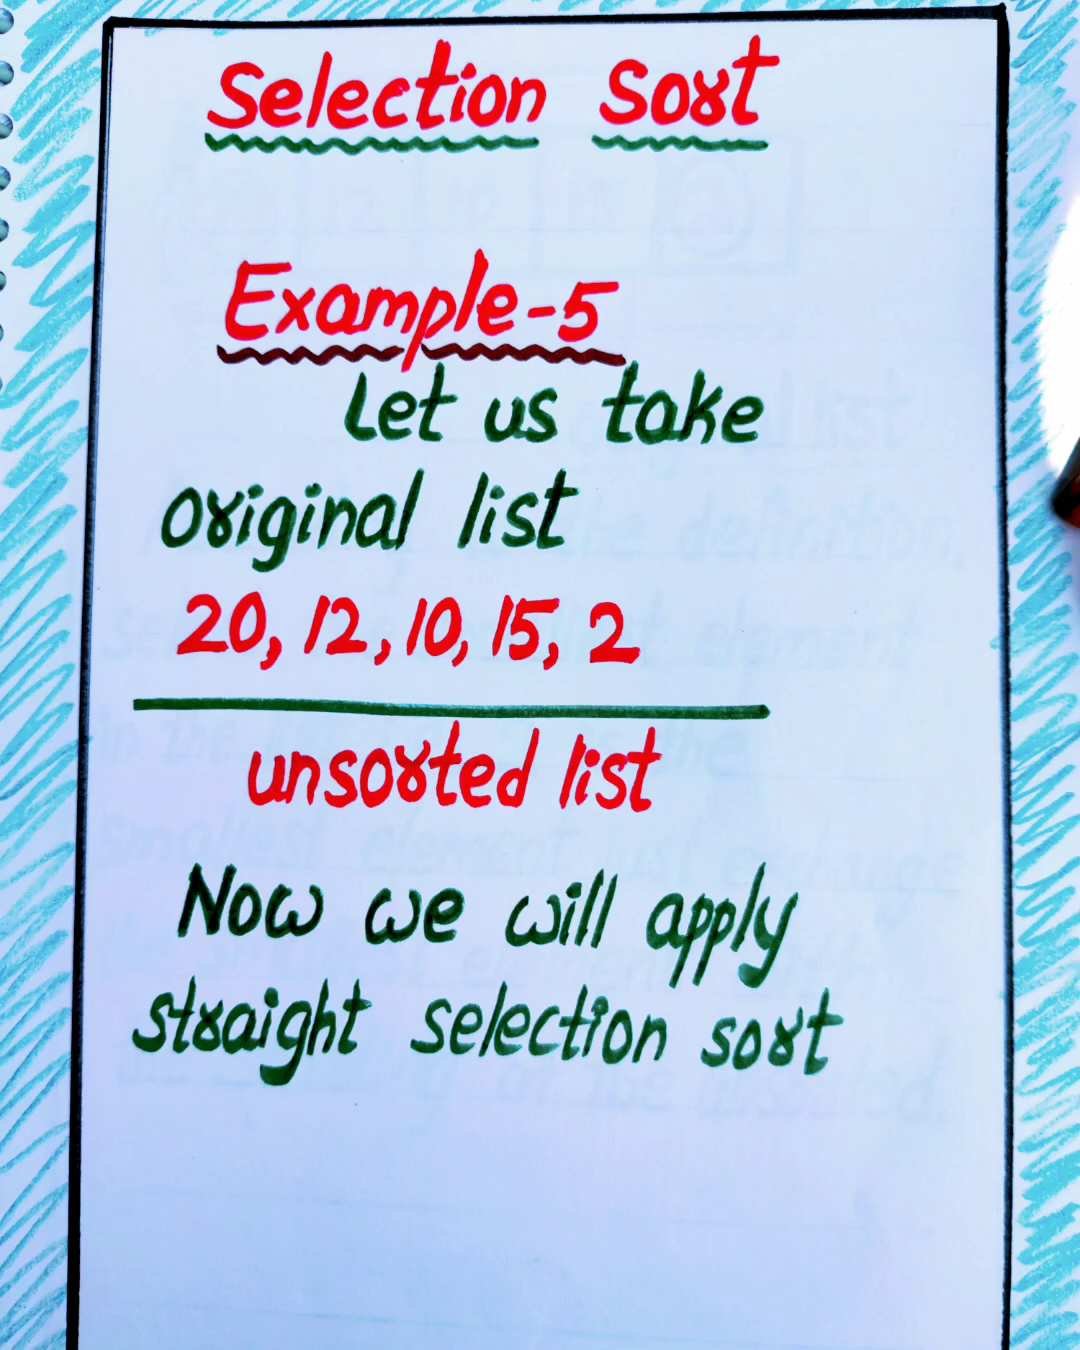 Selection Sort
Example-5
Let us take
original list
20, 12, 10, 15, 2
unsorted list
Now we will apply
straight selection sort